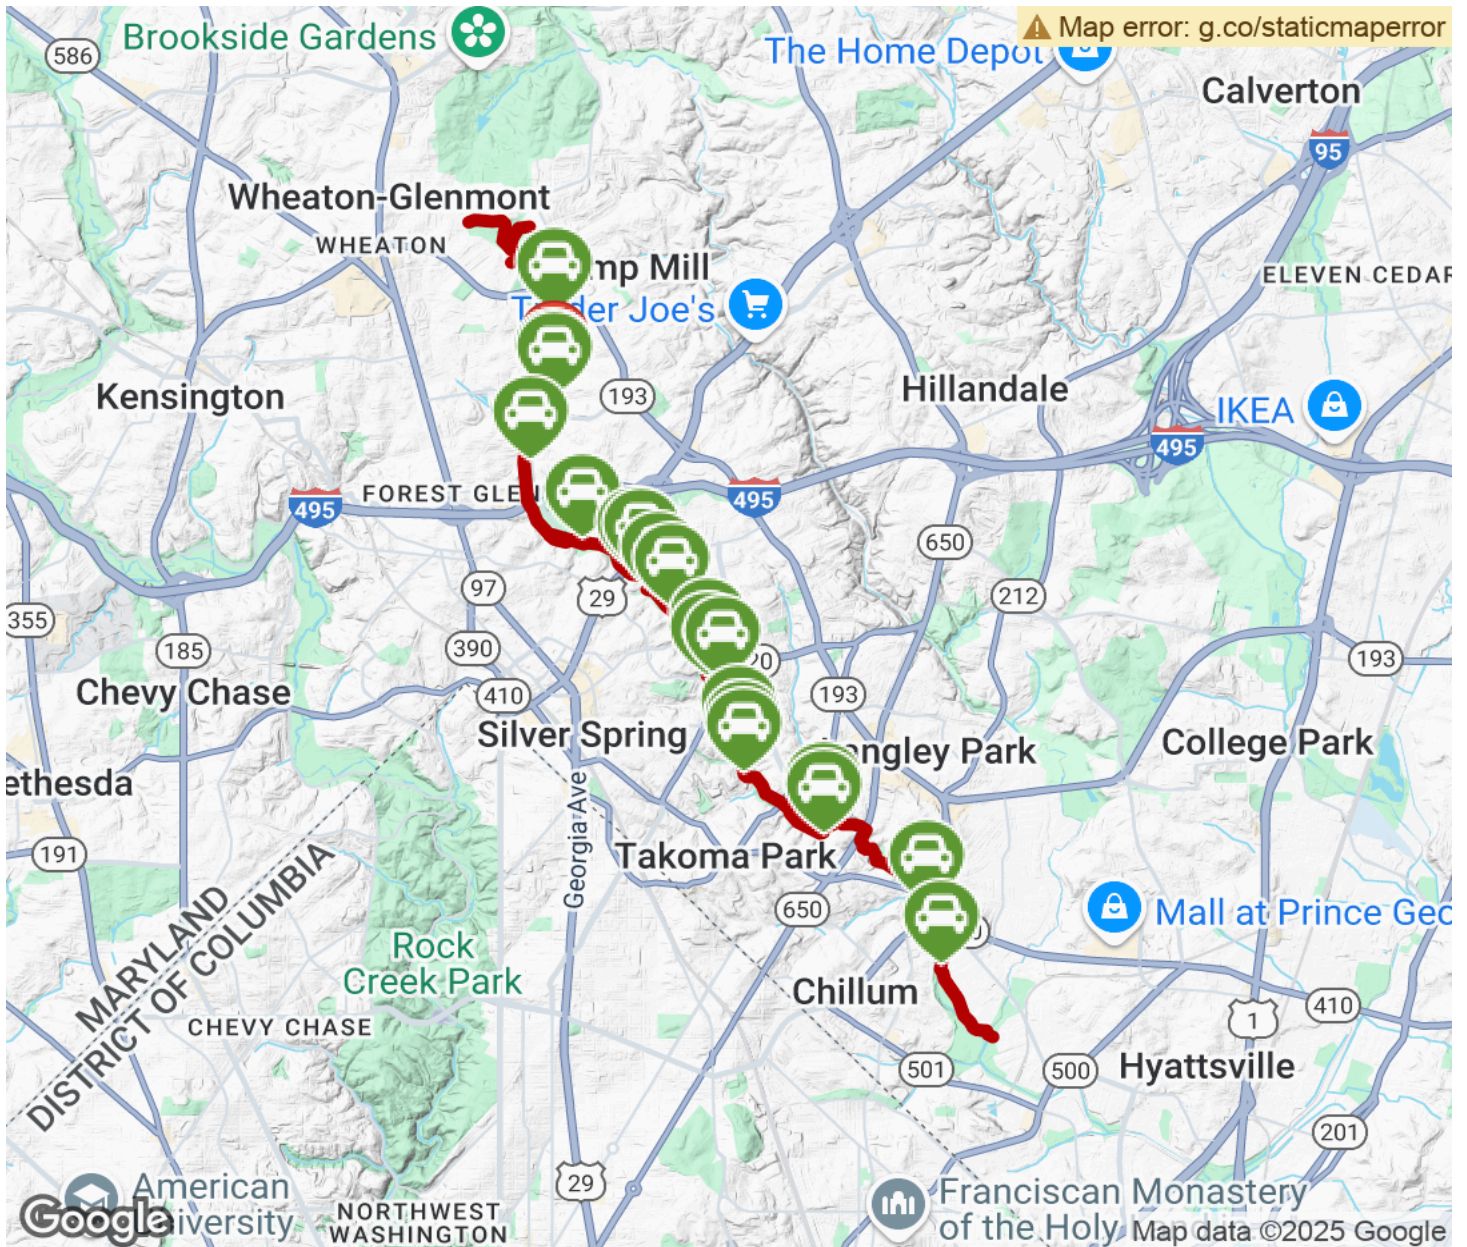 Map error: g.co/staticmaperror
Brookside Gardens
586
The Home Depot
Calverton
95
Wheaton-Glenmont
WHEATON
mp Mill
ELEVEN CEDAR
Tr der Joe's
Kensington
193
Hillandale
IKEA
495
FOREST GLEN
495
495
650
97
29
212
355
185
390
193
Chevy Chase
410
193
Silver Spring
ngley Park
College Park
ethesda
Georgia Ave
191
Takoma Park
650
Mall at Prince Geo
MARYLAND
DISTRICT OF COLUMBIA
Rock
Creek Park
Chillum
410
1
CHEVY CHASE
501
500
Hyattsville
201
American
University
29
NORTHWEST
WASHINGTON
Franciscan Monastery
of the Holy
Google
Map data ©2025 Google